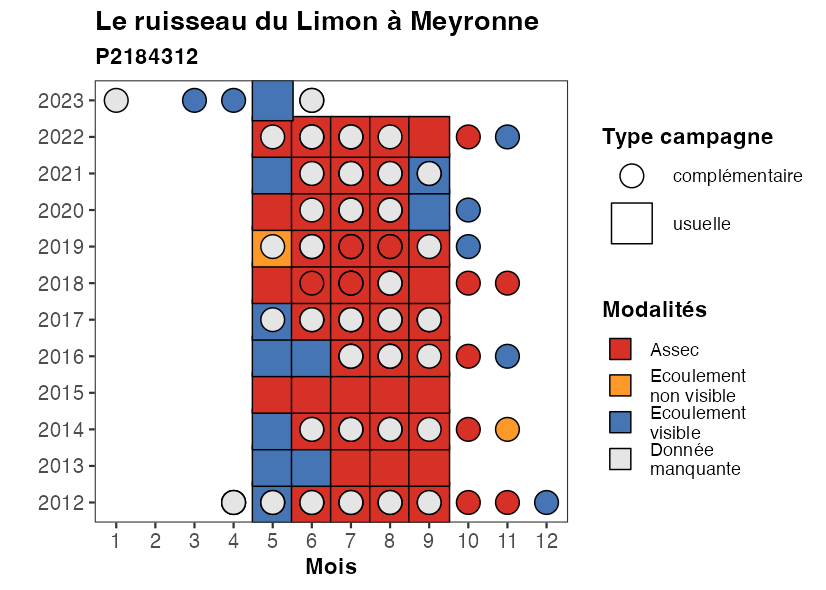 Le ruisseau du Limon à Meyronne
P2184312
2023
2022
2021
2020
2019
2018
2017
2016
2015
2014
2013
2012
1 2 3 4 5 6 7 8 9 10 11 12
Mois
Type campagne
complémentaire
usuelle
Modalités
Assec
Ecoulement
non visible
Ecoulement
visible
Donnée
manquante